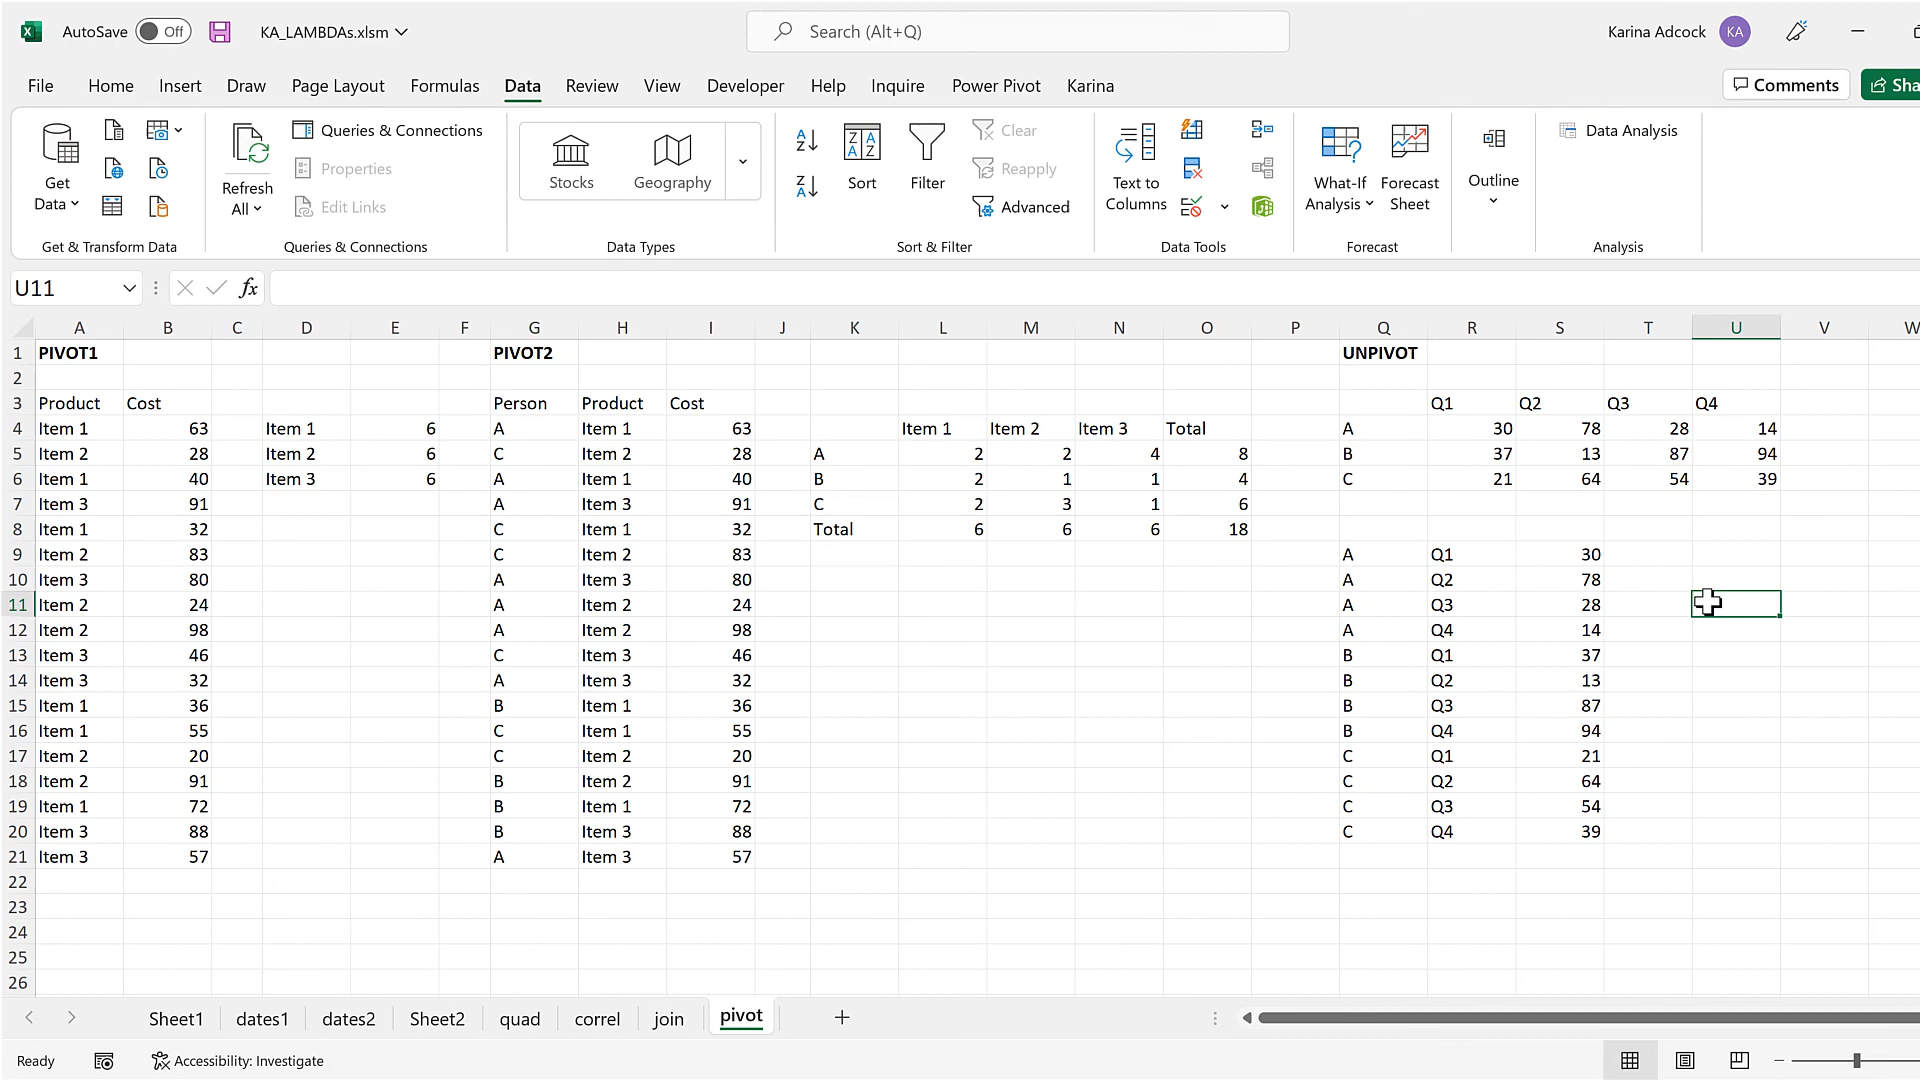 AutoSave Off KA_LAMBDAs.xlsm Search (Alt+Q) Karina Adcock KA
File Home Insert Draw Page Layout Formulas Data Review View Developer Help Inquire Power Pivot Karina Comments Sha
Get Data Refresh All Queries & Connections Properties Edit Links Stocks Geography Sort Filter Clear Reapply Advanced Text to Columns What-If Analysis Forecast Sheet Outline Data Analysis
Get & Transform Data Queries & Connections Data Types Sort & Filter Data Tools Forecast Analysis
U11 fx
A B C D E F G H I J K L M N O P Q R S T U V W
1 PIVOT1 PIVOT2 UNPIVOT
2
3 Product Cost Person Product Cost Q1 Q2 Q3 Q4
4 Item 1 63 Item 1 6 A Item 1 63 Item 1 Item 2 Item 3 Total A 30 78 28 14
5 Item 2 28 Item 2 6 C Item 2 28 A 2 2 4 8 B 37 13 87 94
6 Item 1 40 Item 3 6 A Item 1 40 B 2 1 1 4 C 21 64 54 39
7 Item 3 91 A Item 3 91 C 2 3 1 6
8 Item 1 32 C Item 1 32 Total 6 6 6 18
9 Item 2 83 C Item 2 83 A Q1 30
10 Item 3 80 A Item 3 80 A Q2 78
11 Item 2 24 A Item 2 24 A Q3 28
12 Item 2 98 A Item 2 98 A Q4 14
13 Item 3 46 C Item 3 46 B Q1 37
14 Item 3 32 A Item 3 32 B Q2 13
15 Item 1 36 B Item 1 36 B Q3 87
16 Item 1 55 C Item 1 55 B Q4 94
17 Item 2 20 C Item 2 20 C Q1 21
18 Item 2 91 B Item 2 91 C Q2 64
19 Item 1 72 B Item 1 72 C Q3 54
20 Item 3 88 B Item 3 88 C Q4 39
21 Item 3 57 A Item 3 57
22
23
24
25
26
Sheet1 dates1 dates2 Sheet2 quad correl join pivot
Ready Accessibility: Investigate